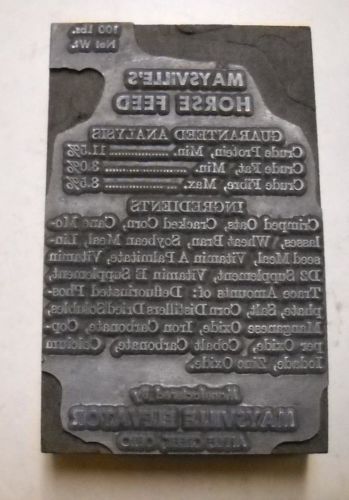 100 Lbs.
Net Wt.
MAYSVILLE'S
HORSE FEED
GUARANTEED ANALYSIS
Crude Protein, Min. 11.5%
Crude Fat, Min. 3.0%
Crude Fibre, Max. 8.5%
INGREDIENTS
Crimped Oats, Cracked Corn, Cane Mo-
lasses, Wheat Bran, Soybean Meal, Lin-
seed Meal, Vitamin A Palmitate, Vitamin
D2 Supplement, Vitamin E Supplement,
Trace Amounts of: Defluorinated Phos-
phate, Salt, Corn Distillers Dried Solubles,
Manganese Oxide, Iron Carbonate, Cop-
per Oxide, Cobalt Carbonate, Calcium
Iodade, Zinc Oxide.
Manufactured by
MAYSVILLE ELEVATOR
OHIO